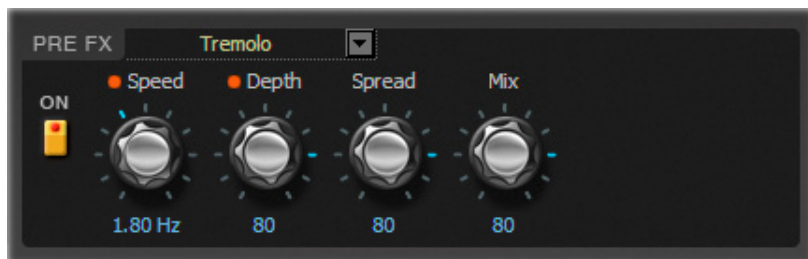 PRE FX Tremolo
Speed Depth Spread Mix
ON
1.80 Hz 80 80 80